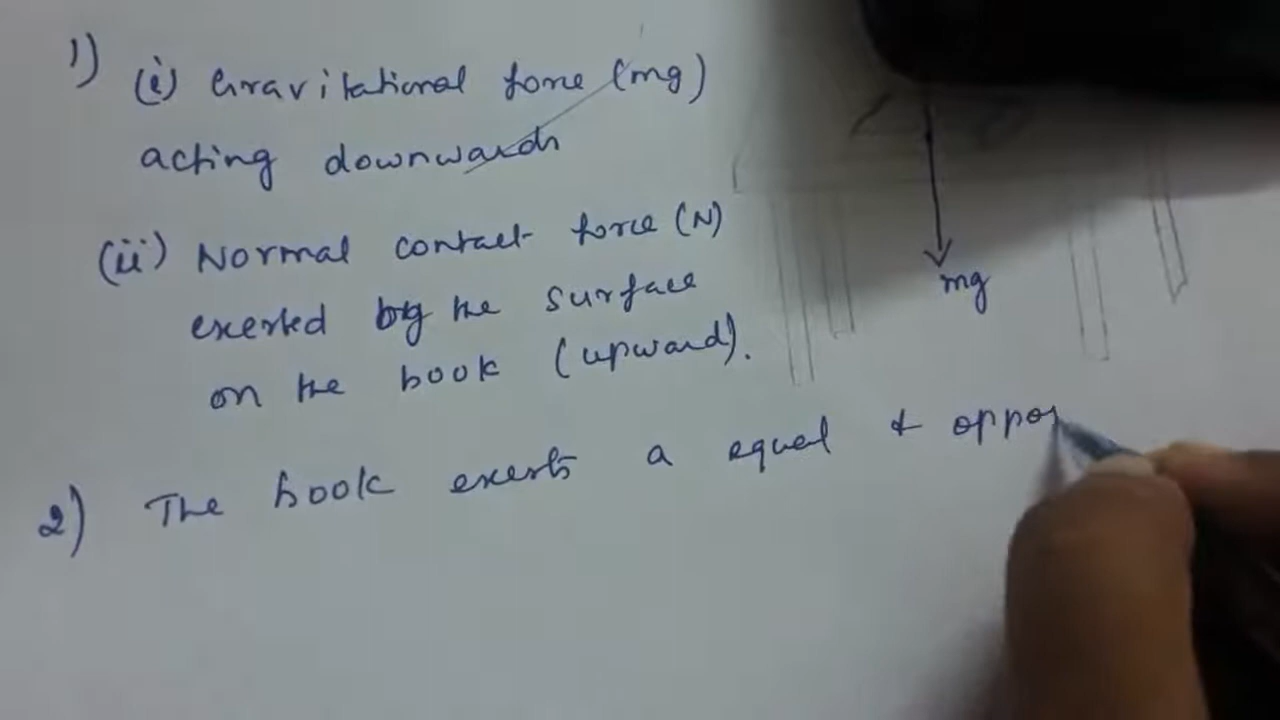 1) (i) Gravitational force (mg)
acting downwards
(ii) Normal contact force (N)
exerted by the surface
on the book (upward).
mg
2) The book exerts a equal & oppos